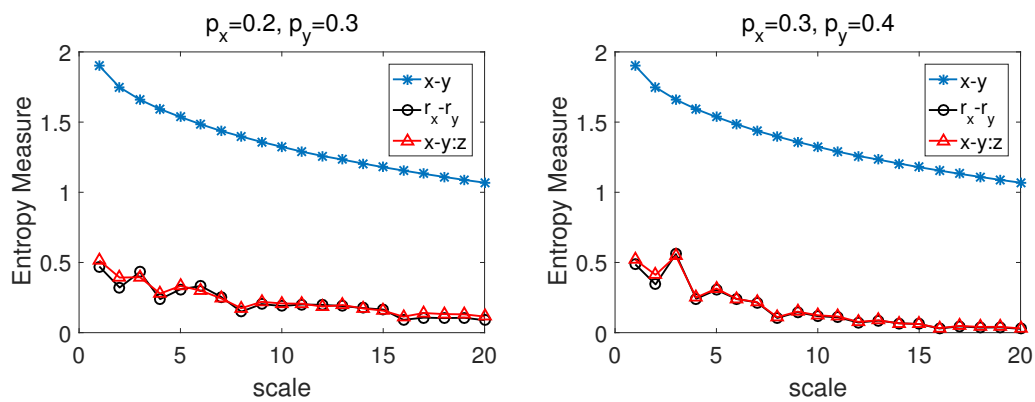 p_x=0.2, p_y=0.3
Entropy Measure
2
1.5
1
0.5
0
x-y
r_x-r_y
x-y:z
0 5 10 15 20
scale
p_x=0.3, p_y=0.4
Entropy Measure
2
1.5
1
0.5
0
x-y
r_x-r_y
x-y:z
0 5 10 15 20
scale